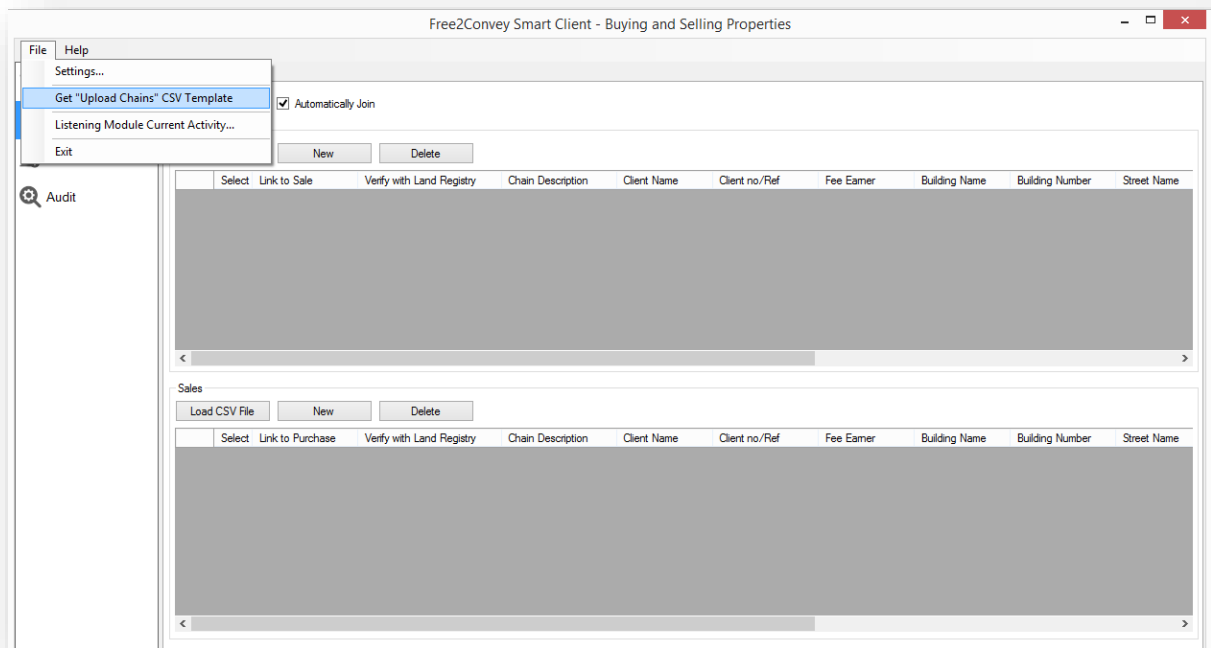 Free2Convey Smart Client - Buying and Selling Properties
File Help
Settings...
Get "Upload Chains" CSV Template
Automatically Join
Listening Module Current Activity...
Exit
New Delete
Select Link to Sale Verify with Land Registry Chain Description Client Name Client no/Ref Fee Earner Building Name Building Number Street Name
Audit
Sales
Load CSV File New Delete
Select Link to Purchase Verify with Land Registry Chain Description Client Name Client no/Ref Fee Earner Building Name Building Number Street Name